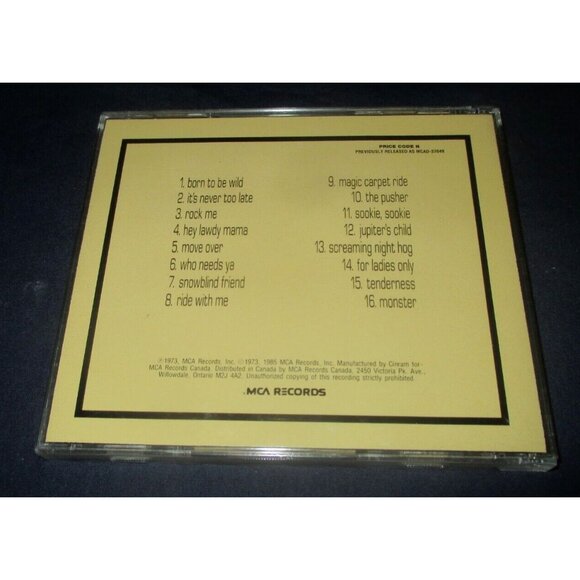 PRICE CODE N
PREVIOUSLY RELEASED AS MCAD-37049
1. born to be wild
2. it's never too late
3. rock me
4. hey lawdy mama
5. move over
6. who needs ya
7. snowblind friend
8. ride with me
9. magic carpet ride
10. the pusher
11. sookie, sookie
12. jupiter's child
13. screaming night hog
14. for ladies only
15. tenderness
16. monster
℗1973, MCA Records, Inc. ©1973, 1985 MCA Records, Inc. Manufactured by Cinram for
MCA Records Canada. Distributed in Canada by MCA Records Canada, 2450 Victoria Pk. Ave.,
Willowdale, Ontario M2J 4A2. Unauthorized copying of this recording strictly prohibited.
MCA RECORDS